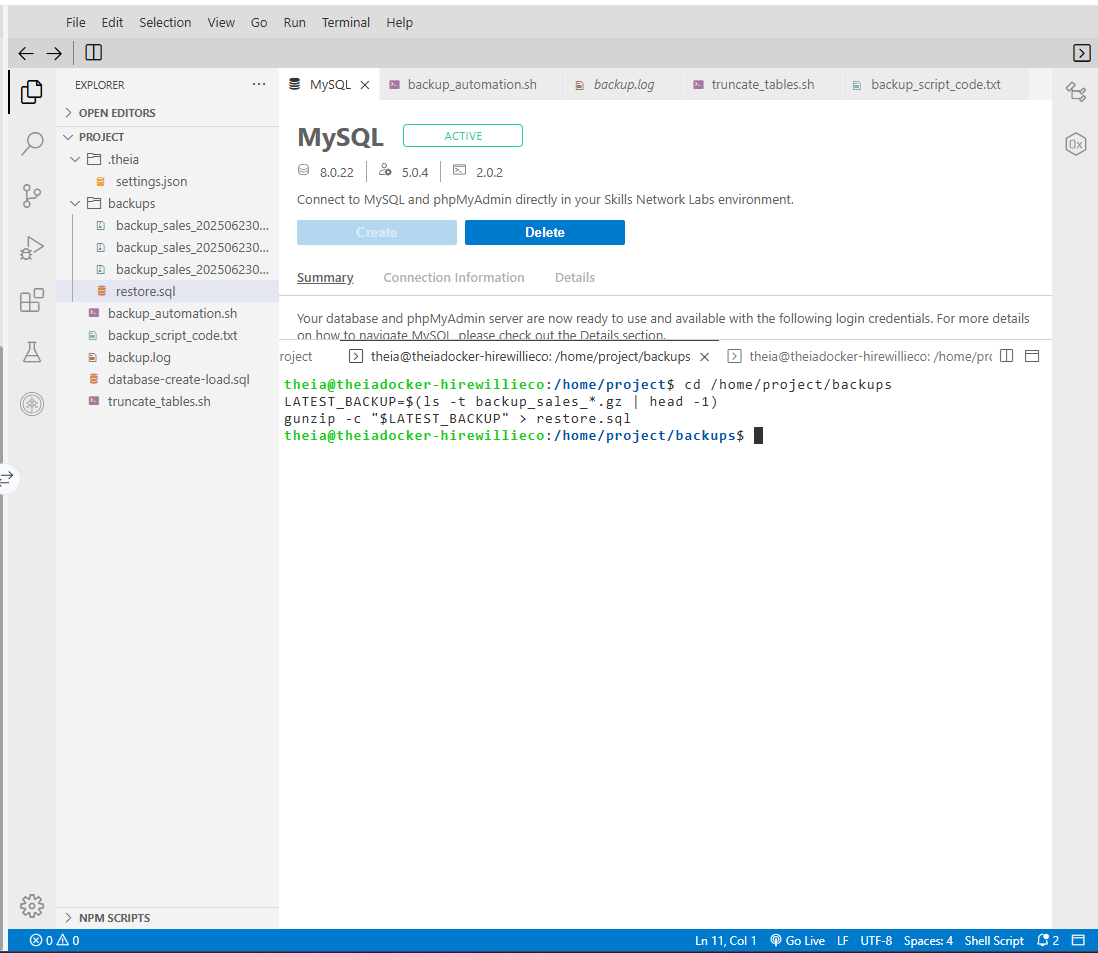 File Edit Selection View Go Run Terminal Help
EXPLORER
OPEN EDITORS
PROJECT
.theia
settings.json
backups
backup_sales_202506230...
backup_sales_202506230...
backup_sales_202506230...
restore.sql
backup_automation.sh
backup_script_code.txt
backup.log
database-create-load.sql
truncate_tables.sh
NPM SCRIPTS
MySQL backup_automation.sh backup.log truncate_tables.sh backup_script_code.txt
MySQL ACTIVE
8.0.22 5.0.4 2.0.2
Connect to MySQL and phpMyAdmin directly in your Skills Network Labs environment.
Create Delete
Summary Connection Information Details
Your database and phpMyAdmin server are now ready to use and available with the following login credentials. For more details
on how to navigate MySQL, please check out the Details section.
roject theia@theiadocker-hirewillieco: /home/project/backups theia@theiadocker-hirewillieco: /home/pro
theia@theiadocker-hirewillieco:/home/project$ cd /home/project/backups
LATEST_BACKUP=$(ls -t backup_sales_*.gz | head -1)
gunzip -c "$LATEST_BACKUP" > restore.sql
theia@theiadocker-hirewillieco:/home/project/backups$
0 0 Ln 11, Col 1 Go Live LF UTF-8 Spaces: 4 Shell Script 2